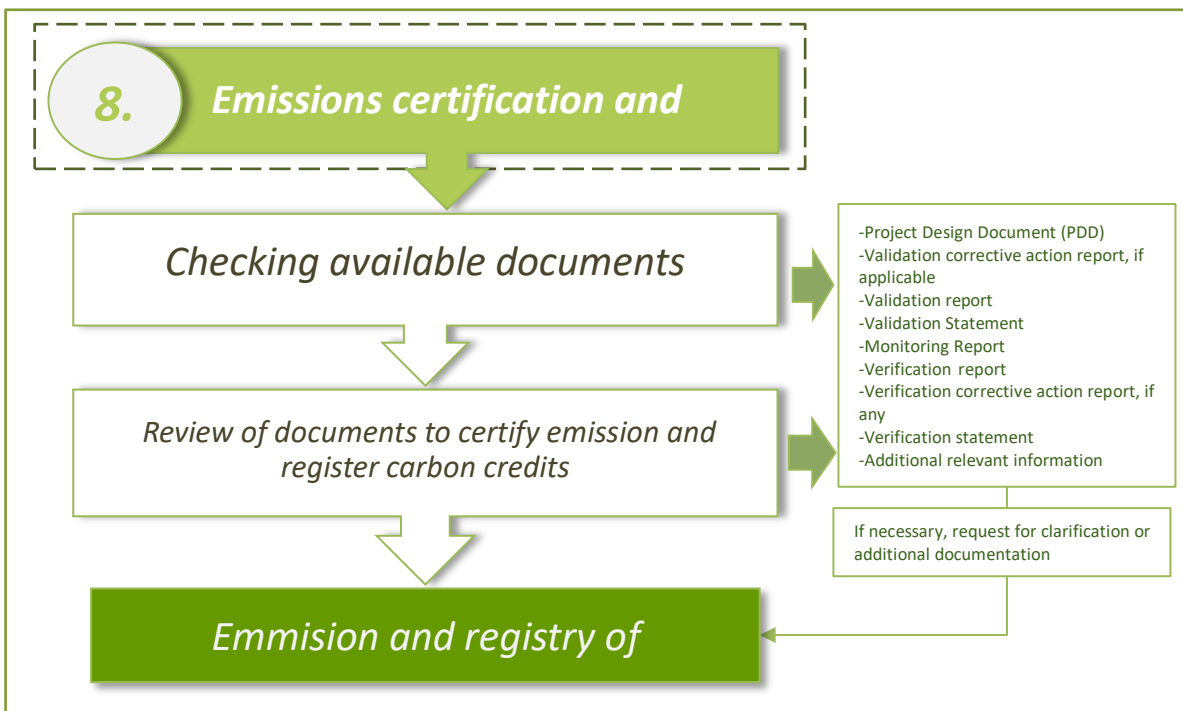 8.
Emissions certification and
Checking available documents
-Project Design Document (PDD)
-Validation corrective action report, if
applicable
-Validation report
-Validation Statement
-Monitoring Report
-Verification report
-Verification corrective action report, if
any
-Verification statement
-Additional relevant information
Review of documents to certify emission and
register carbon credits
If necessary, request for clarification or
additional documentation
Emmision and registry of